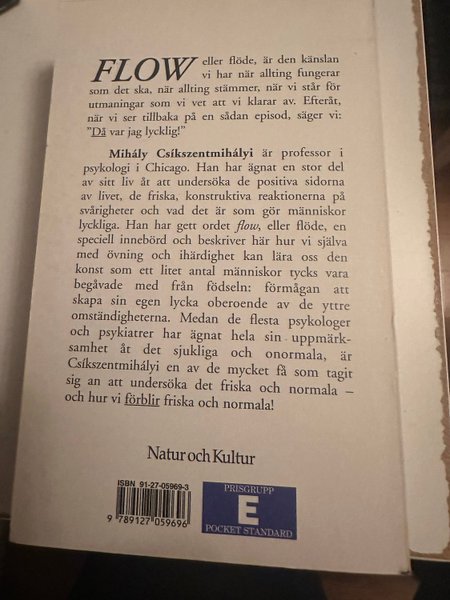 FLOW eller flöde, är den känslan
vi har när allting fungerar
som det ska, när allting stämmer, när vi står för
utmaningar som vi vet att vi klarar av. Efteråt,
när vi ser tillbaka på en sådan episod, säger vi:
”Då var jag lycklig!”
Mihály Csíkszentmihályi är professor i
psykologi i Chicago. Han har ägnat en stor del
av sitt liv åt att undersöka de positiva sidorna
av livet, de friska, konstruktiva reaktionerna på
svårigheter och vad det är som gör människor
lyckliga. Han har gett ordet flow, eller flöde, en
speciell innebörd och beskriver här hur vi själva
med övning och ihärdighet kan lära oss den
konst som ett litet antal människor tycks vara
begåvade med från födseln: förmågan att
skapa sin egen lycka oberoende av de yttre
omständigheterna. Medan de flesta psykologer
och psykiatrer har ägnat hela sin uppmärk-
samhet åt det sjukliga och onormala, är
Csíkszentmihályi en av de mycket få som tagit
sig an att undersöka det friska och normala –
och hur vi förblir friska och normala!
Natur och Kultur
ISBN 91-27-05969-3
9 789127 059696
PRISGRUPP
E
POCKET STANDARD